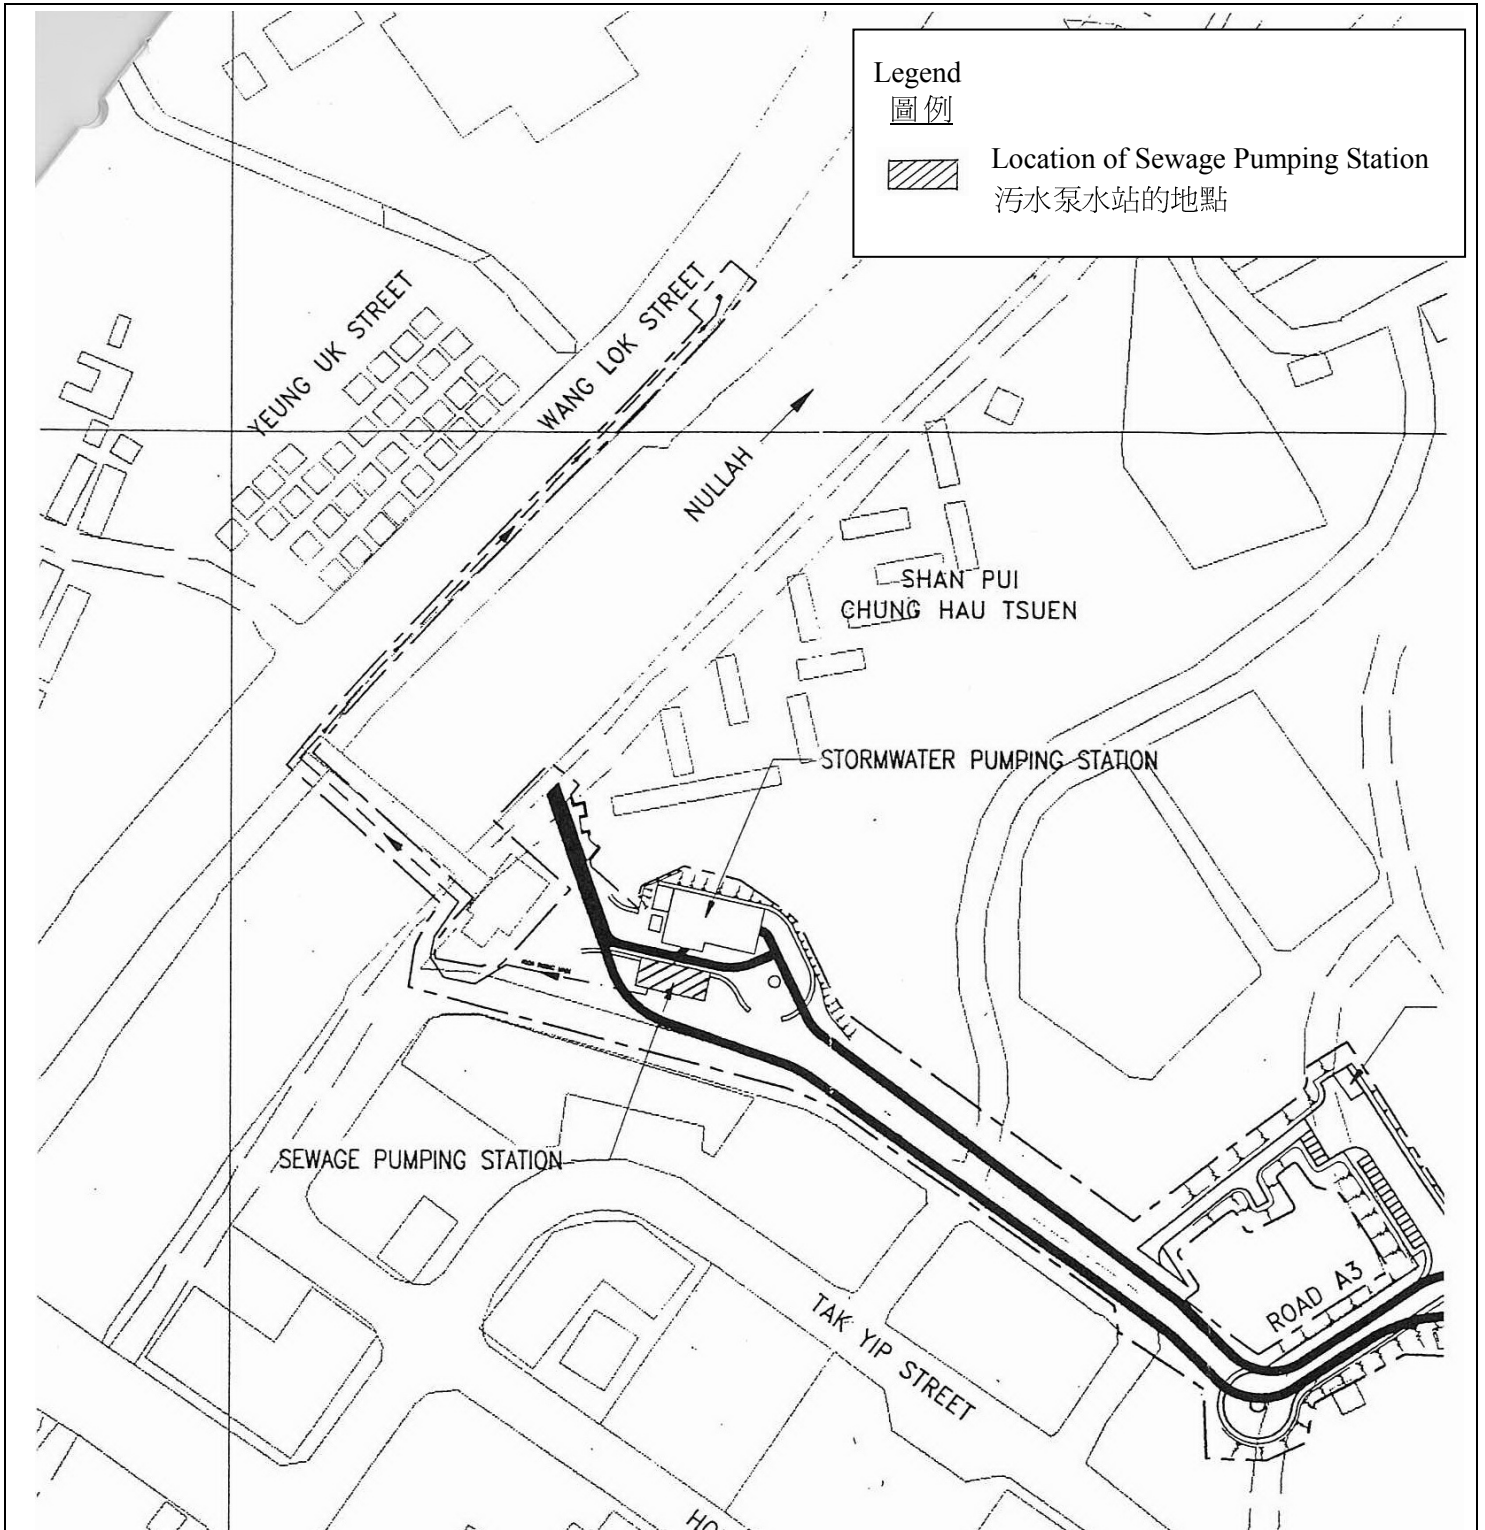 Legend
圖例
Location of Sewage Pumping Station
污水泵水站的地點
YEUNG UK STREET
WANG LOK STREET
NULLAH
SHAN PUI
CHUNG HAU TSUEN
STORMWATER PUMPING STATION
SEWAGE PUMPING STATION
ROAD A3
TAK YIP STREET